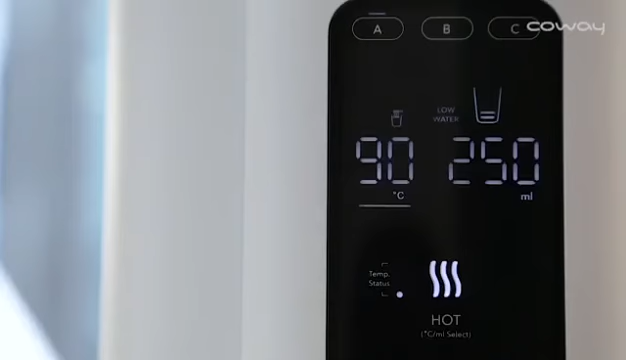 coway
A B C
LOW
WATER
90 250
°C ml
Temp.
Status
HOT
(°C/ml Select)